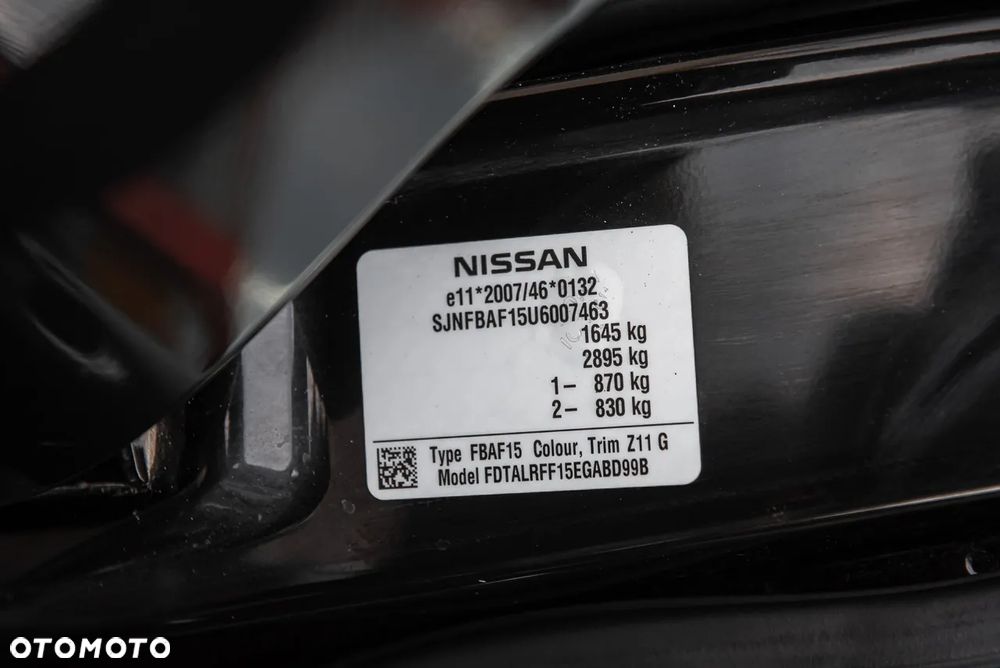 NISSAN
e11*2007/46*0132
SJNFBAF15U6007463
1645 kg
2895 kg
1– 870 kg
2– 830 kg
Type FBAF15 Colour, Trim Z11 G
Model FDTALRFF15EGABD99B
OTOMOTO